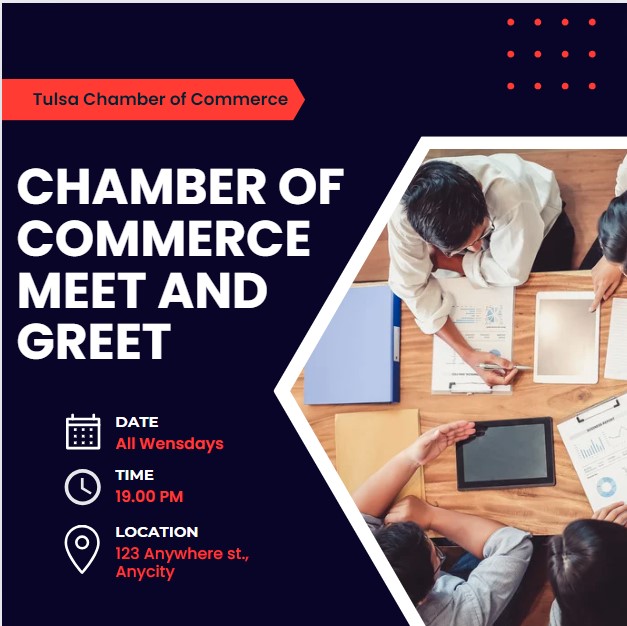 Tulsa Chamber of Commerce
CHAMBER OF
COMMERCE
MEET AND
GREET
DATE
All Wensdays
TIME
19.00 PM
LOCATION
123 Anywhere st.,
Anycity